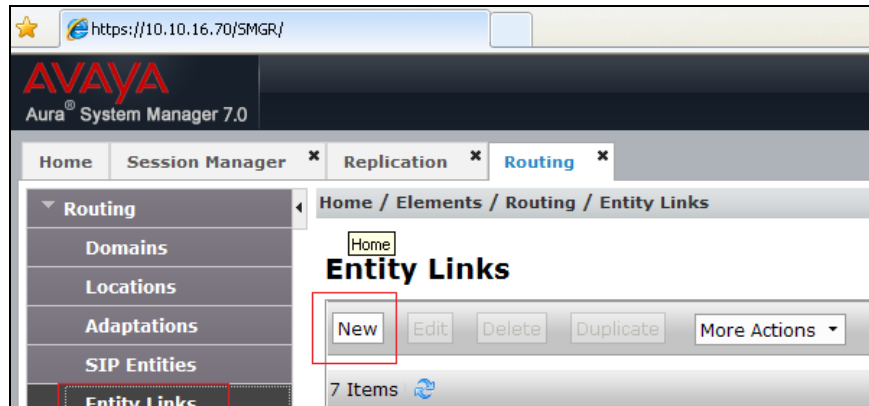 https://10.10.16.70/SMGR/
AVAYA
Aura® System Manager 7.0
Home Session Manager Replication Routing
Routing
Domains
Locations
Adaptations
SIP Entities
Entity Links
Home / Elements / Routing / Entity Links
Home
Entity Links
New Edit Delete Duplicate More Actions
7 Items